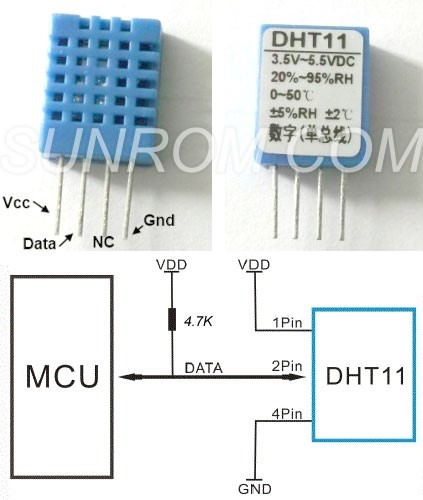 DHT11
3.5V~5.5VDC
20%~95%RH
0~50℃
±5%RH ±2℃
数字(单总线)
SUNROM.COM
Vcc
Data
NC
Gnd
VDD
VDD
4.7K
1Pin
MCU
DATA
2Pin
DHT11
4Pin
GND